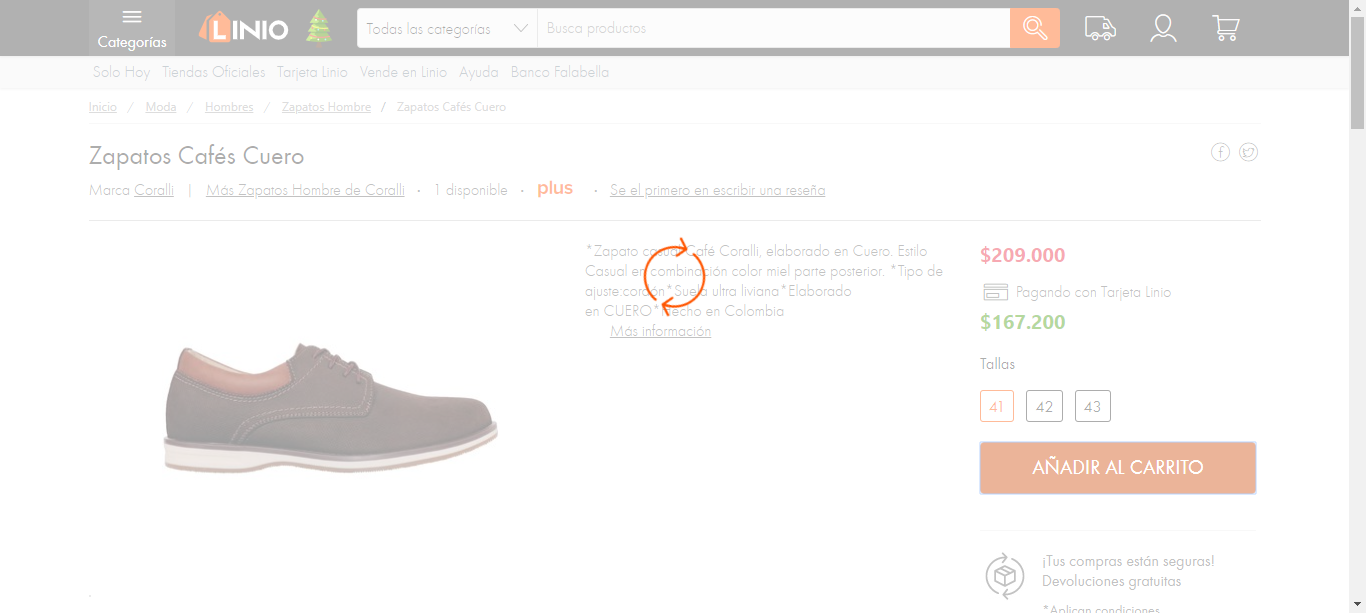 Categorías
LINIO
Todas las categorías
Busca productos
Solo Hoy Tiendas Oficiales Tarjeta Linio Vende en Linio Ayuda Banco Falabella
Inicio / Moda / Hombres / Zapatos Hombre / Zapatos Cafés Cuero
Zapatos Cafés Cuero
Marca Coralli | Más Zapatos Hombre de Coralli · 1 disponible · plus · Se el primero en escribir una reseña
*Zapato casual Café Coralli, elaborado en Cuero. Estilo
Casual en combinación color miel parte posterior. *Tipo de
ajuste:cordón*Suela ultra liviana*Elaborado
en CUERO*Hecho en Colombia
Más información
$209.000
Pagando con Tarjeta Linio
$167.200
Tallas
41 42 43
AÑADIR AL CARRITO
¡Tus compras están seguras!
Devoluciones gratuitas
*Aplican condiciones